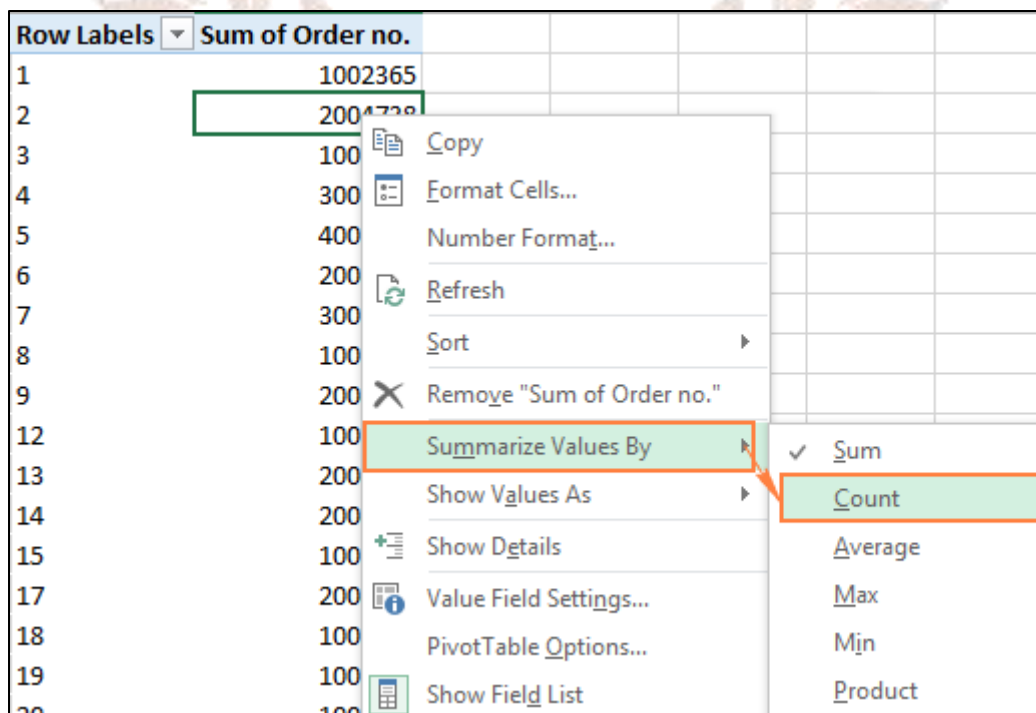 Row Labels Sum of Order no.
1 1002365
2
3 100
4 300
5 400
6 200
7 300
8 100
9 200
12 100
13 200
14 200
15 100
17 200
18 100
19 100
Copy
Format Cells...
Number Format...
Refresh
Sort
Remove "Sum of Order no."
Summarize Values By
Show Values As
Show Details
Value Field Settings...
PivotTable Options...
Show Field List
Sum
Count
Average
Max
Min
Product